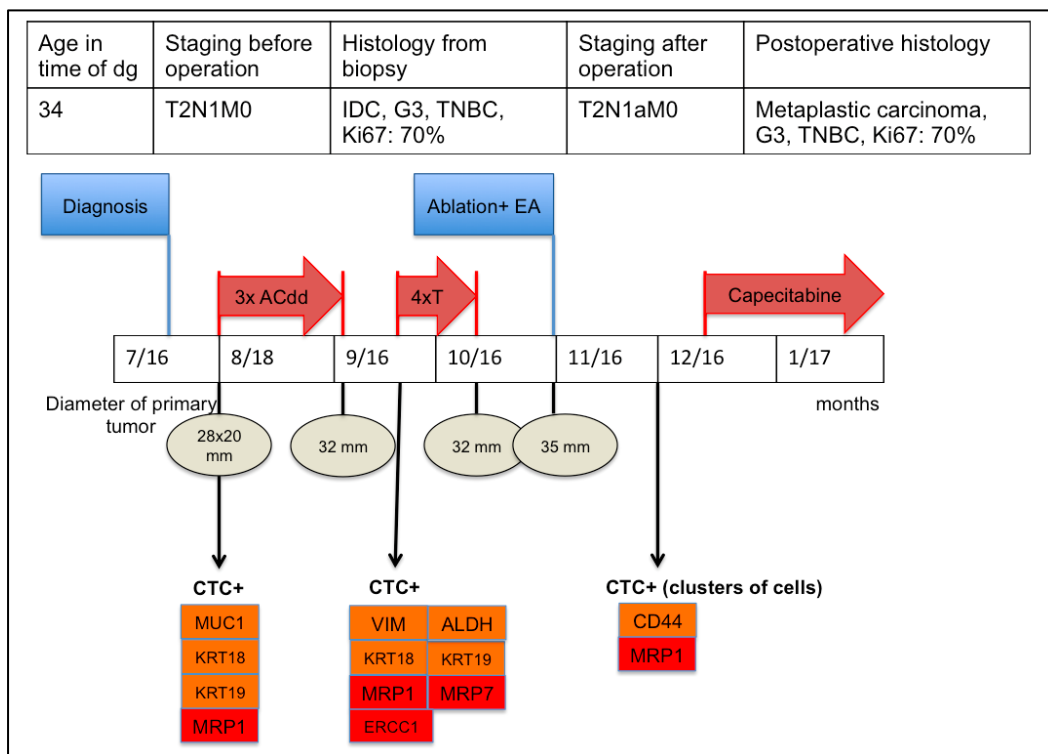 Age in Staging before Histology from Staging after Postoperative histology
time of dg operation biopsy operation
34 T2N1M0 IDC, G3, TNBC, T2N1aM0 Metaplastic carcinoma,
Ki67: 70% G3, TNBC, Ki67: 70%
Diagnosis Ablation+ EA
3x ACdd 4xT Capecitabine
7/16 8/18 9/16 10/16 11/16 12/16 1/17
Diameter of primary months
tumor
28x20
mm 32 mm 32 mm 35 mm
CTC+ CTC+ CTC+ (clusters of cells)
MUC1 VIM ALDH CD44
KRT18 KRT18 KRT19 MRP1
KRT19 MRP1 MRP7
MRP1 ERCC1